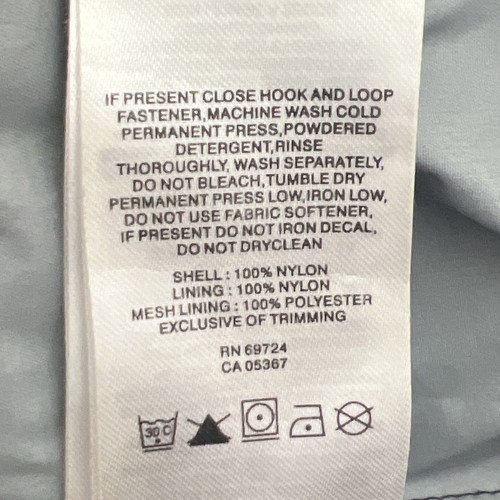 IF PRESENT CLOSE HOOK AND LOOP
FASTENER,MACHINE WASH COLD
PERMANENT PRESS,POWDERED
DETERGENT,RINSE
THOROUGHLY, WASH SEPARATELY,
DO NOT BLEACH,TUMBLE DRY
PERMANENT PRESS LOW,IRON LOW,
DO NOT USE FABRIC SOFTENER,
IF PRESENT DO NOT IRON DECAL,
DO NOT DRYCLEAN
SHELL : 100% NYLON
LINING : 100% NYLON
MESH LINING : 100% POLYESTER
EXCLUSIVE OF TRIMMING
RN 69724
CA 05367
30 C